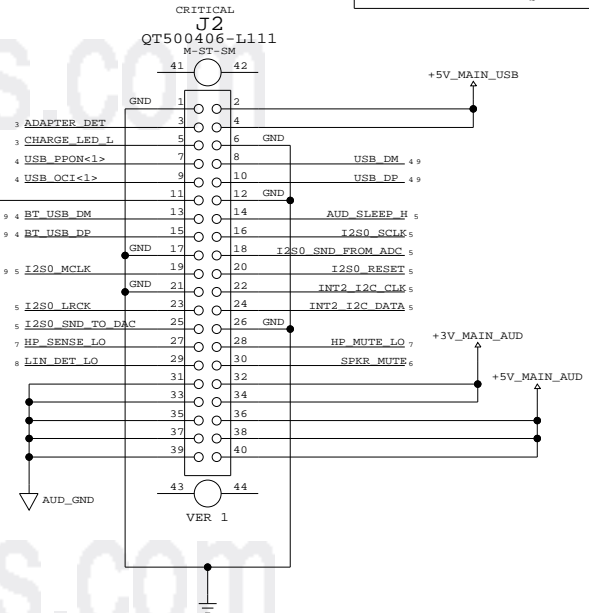 CRITICAL
J2
QT500406-L111
M-ST-SM
41 42
+5V_MAIN_USB
GND 1 2
3 ADAPTER_DET 3 4
3 CHARGE_LED_L 5 6 GND
4 USB_PPON<1> 7 8 USB_DM 4 9
4 USB_OCI<1> 9 10 USB_DP 4 9
11 12 GND
9 4 BT_USB_DM 13 14 AUD_SLEEP_H 5
9 4 BT_USB_DP 15 16 I2S0_SCLK 5
GND 17 18 I2S0_SND_FROM_ADC 5
9 5 I2S0_MCLK 19 20 I2S0_RESET 5
GND 21 22 INT2_I2C_CLK 5
5 I2S0_LRCK 23 24 INT2_I2C_DATA 5
5 I2S0_SND_TO_DAC 25 26 GND
7 HP_SENSE_LO 27 28 HP_MUTE_LO 7
+3V_MAIN_AUD
8 LIN_DET_LO 29 30 SPKR_MUTE 6
+5V_MAIN_AUD
31 32
33 34
35 36
37 38
39 40
43 44
AUD_GND
VER 1
s.com
s.com